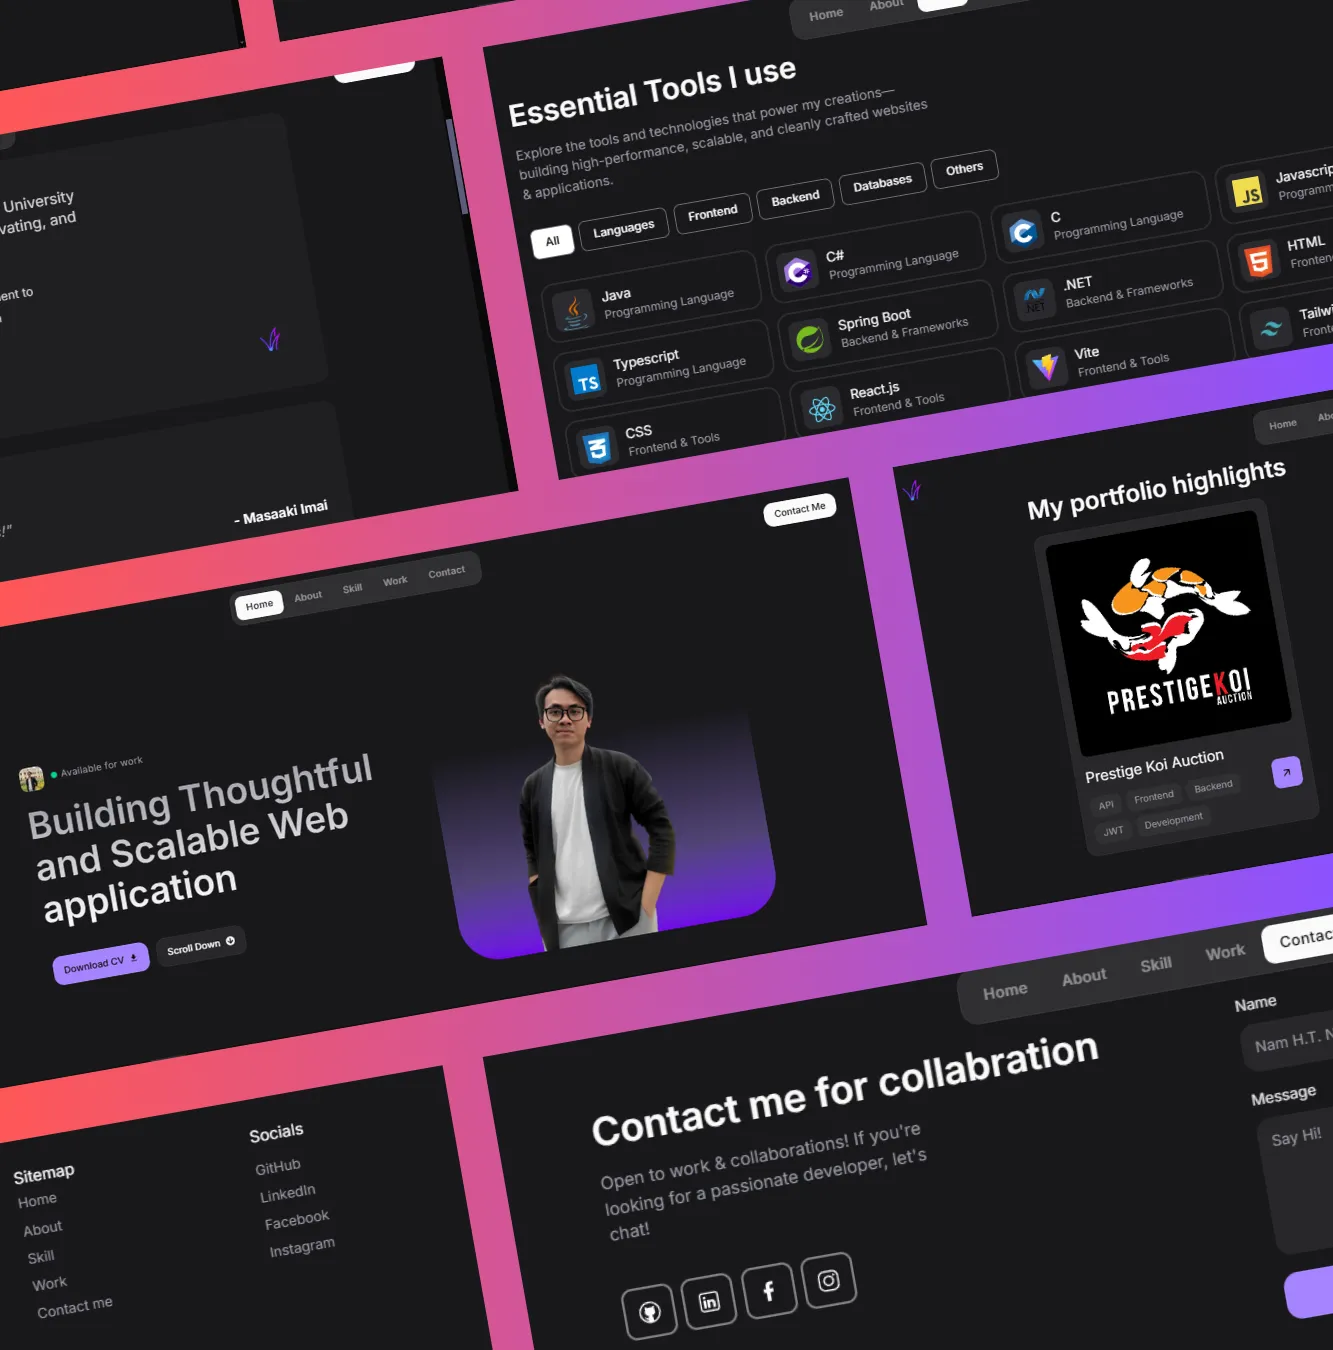 Home
About
Essential Tools I use
Explore the tools and technologies that power my creations—
building high-performance, scalable, and cleanly crafted websites
& applications.
All
Languages
Frontend
Backend
Databases
Others
Java
Programming Language
C#
Programming Language
C
Programming Language
JS
Javascrip
Programm
TS
Typescript
Programming Language
Spring Boot
Backend & Frameworks
.NET
.NET
Backend & Frameworks
HTML
Fronten
CSS
Frontend & Tools
React.js
Frontend & Tools
Vite
Frontend & Tools
Tailwi
Fronte
University
vating, and
ent to
- Masaaki Imai
!"
Contact Me
Home
About
Skill
Work
Contact
Available for work
Building Thoughtful
and Scalable Web
application
Download CV
Scroll Down
Home
Abo
My portfolio highlights
PRESTIGEKOI
AUCTION
Prestige Koi Auction
API
Frontend
Backend
JWT
Development
Sitemap
Home
About
Skill
Work
Contact me
Socials
GitHub
LinkedIn
Facebook
Instagram
Home
About
Skill
Work
Contac
Contact me for collabration
Open to work & collaborations! If you're
looking for a passionate developer, let's
chat!
in
Name
Nam H.T. N
Message
Say Hi!